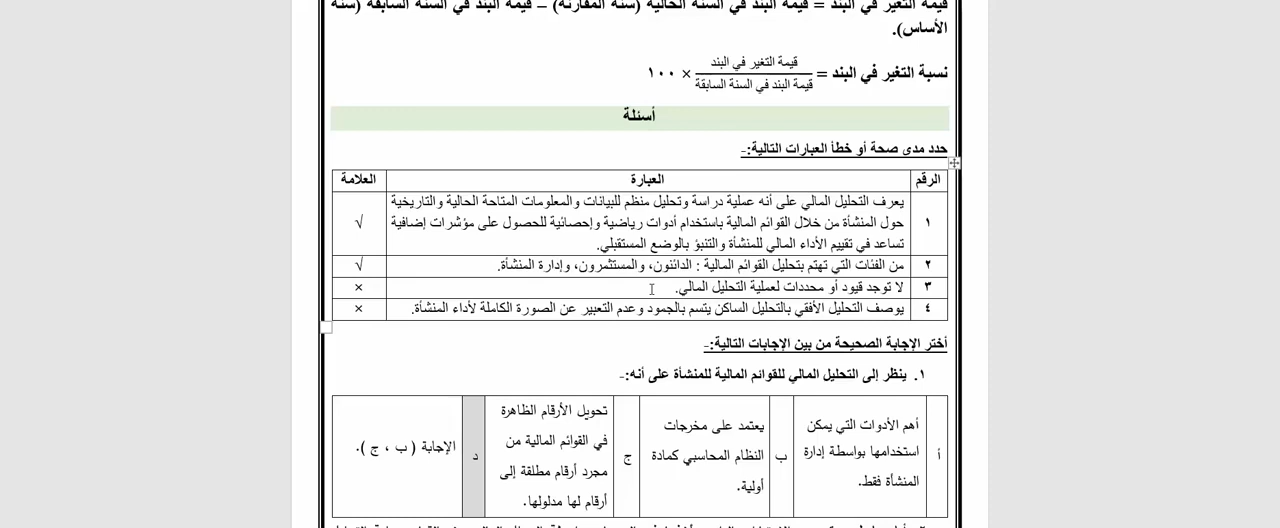 قيمة التغير في البند = قيمة البند في السنة الحالية (سنة المقارنة) – قيمة البند في السنة السابقة (سنة
الأساس).
نسبة التغير في البند = قيمة التغير في البند / قيمة البند في السنة السابقة × ١٠٠
أسئلة
حدد مدى صحة أو خطأ العبارات التالية:-
الرقم العبارة العلامة
يعرف التحليل المالي على أنه عملية دراسة وتحليل منظم للبيانات والمعلومات المتاحة الحالية والتاريخية
١ حول المنشأة من خلال القوائم المالية باستخدام أدوات رياضية وإحصائية للحصول على مؤشرات إضافية √
تساعد في تقييم الأداء المالي للمنشأة والتنبؤ بالوضع المستقبلي.
٢ من الفئات التي تهتم بتحليل القوائم المالية : الدائنون، والمستثمرون، وإدارة المنشأة. √
٣ لا توجد قيود أو محددات لعملية التحليل المالي. ×
٤ يوصف التحليل الأفقي بالتحليل الساكن يتسم بالجمود وعدم التعبير عن الصورة الكاملة لأداء المنشأة. ×
أختر الإجابة الصحيحة من بين الإجابات التالية:-
١. ينظر إلى التحليل المالي للقوائم المالية للمنشأة على أنه:-
أ
أهم الأدوات التي يمكن
استخدامها بواسطة إدارة
المنشأة فقط.
ب
يعتمد على مخرجات
النظام المحاسبي كمادة
أولية.
ج
تحويل الأرقام الظاهرة
في القوائم المالية من
مجرد أرقام مطلقة إلى
أرقام لها مدلولها.
د
الإجابة ( ب ، ج ).